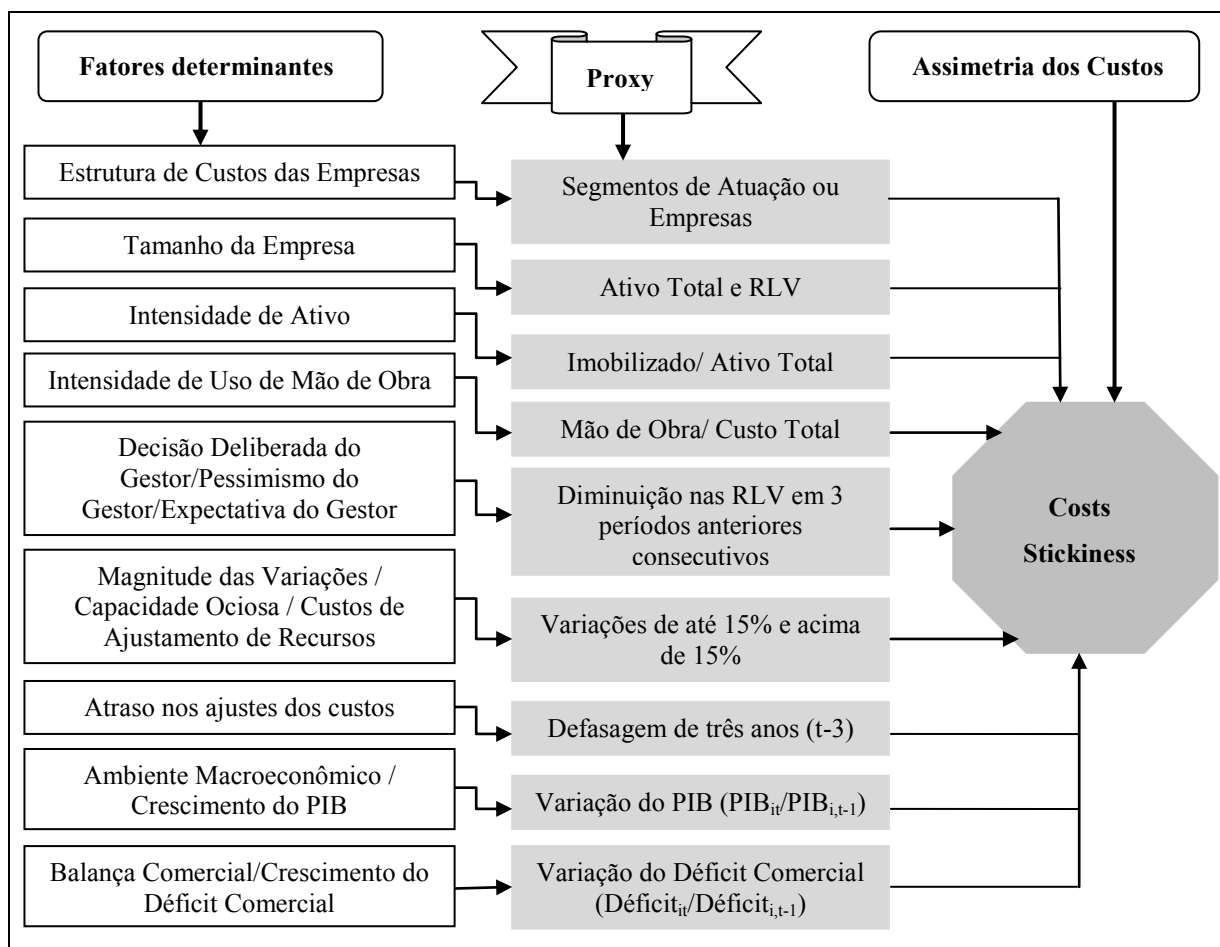 Fatores determinantes
Proxy
Assimetria dos Custos
Estrutura de Custos das Empresas
Segmentos de Atuação ou
Empresas
Tamanho da Empresa
Ativo Total e RLV
Intensidade de Ativo
Imobilizado/ Ativo Total
Intensidade de Uso de Mão de Obra
Mão de Obra/ Custo Total
Decisão Deliberada do
Gestor/Pessimismo do
Gestor/Expectativa do Gestor
Diminuição nas RLV em 3
períodos anteriores
consecutivos
Magnitude das Variações /
Capacidade Ociosa / Custos de
Ajustamento de Recursos
Variações de até 15% e acima
de 15%
Atraso nos ajustes dos custos
Defasagem de três anos (t-3)
Ambiente Macroeconômico /
Crescimento do PIB
Variação do PIB (PIBit/PIBi,t-1)
Balança Comercial/Crescimento do
Déficit Comercial
Variação do Déficit Comercial
(Déficitit/Déficiti,t-1)
Costs
Stickiness